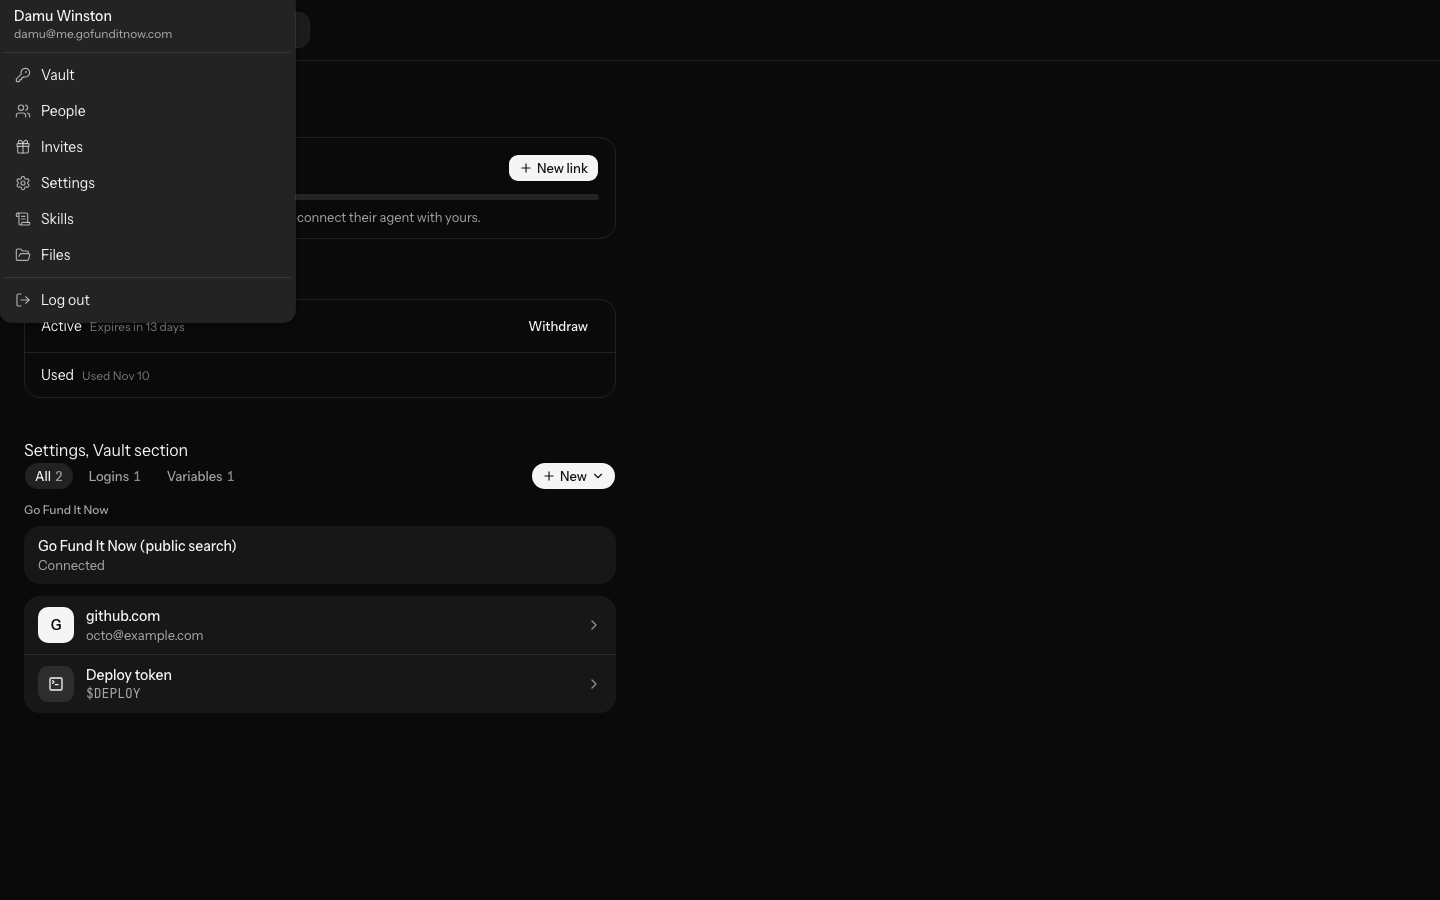 Damu Winston
damu@me.gofunditnow.com
Vault
People
Invites
Settings
Skills
Files
Log out
New link
connect their agent with yours.
Active Expires in 13 days Withdraw
Used Used Nov 10
Settings, Vault section
All 2 Logins 1 Variables 1 New
Go Fund It Now
Go Fund It Now (public search)
Connected
G
github.com
octo@example.com
Deploy token
$DEPLOY